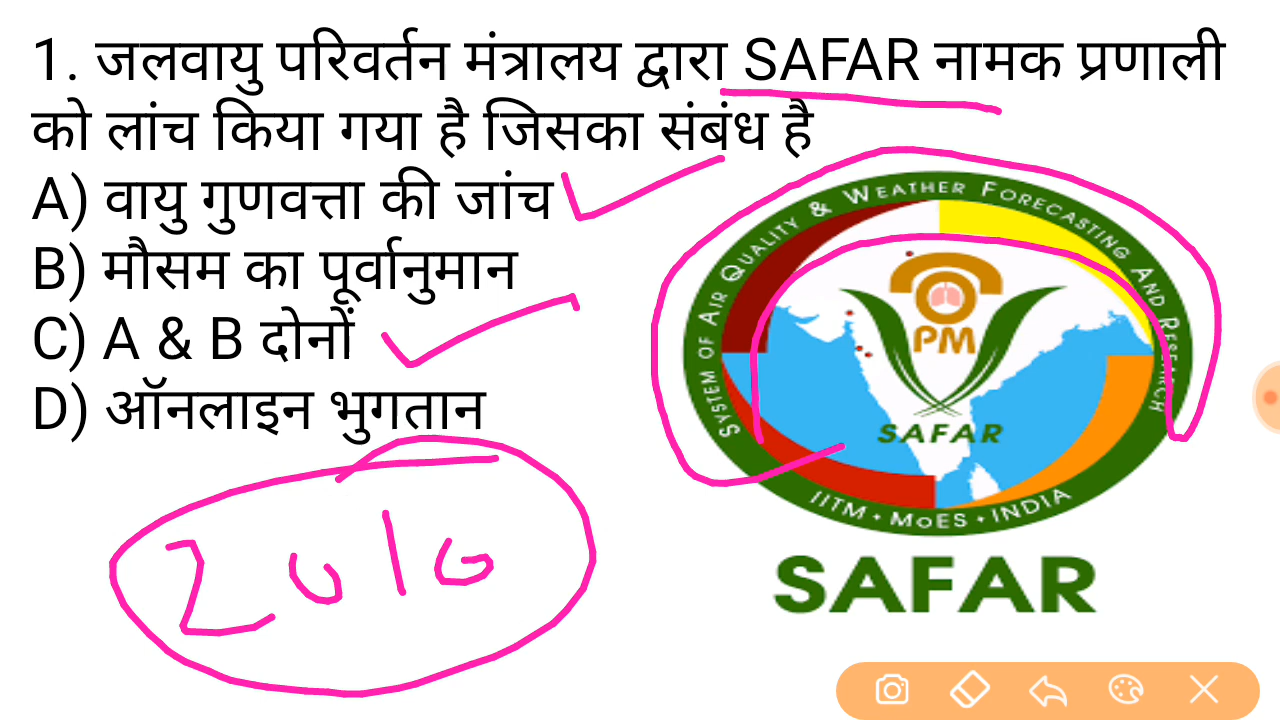 1. जलवायु परिवर्तन मंत्रालय द्वारा SAFAR नामक प्रणाली
को लांच किया गया है जिसका संबंध है
A) वायु गुणवत्ता की जांच
B) मौसम का पूर्वानुमान
C) A & B दोनों
D) ऑनलाइन भुगतान
2010
SYSTEM OF AIR QUALITY & WEATHER FORECASTING AND RESEARCH
PM
SAFAR
IITM • MoES • INDIA
SAFAR